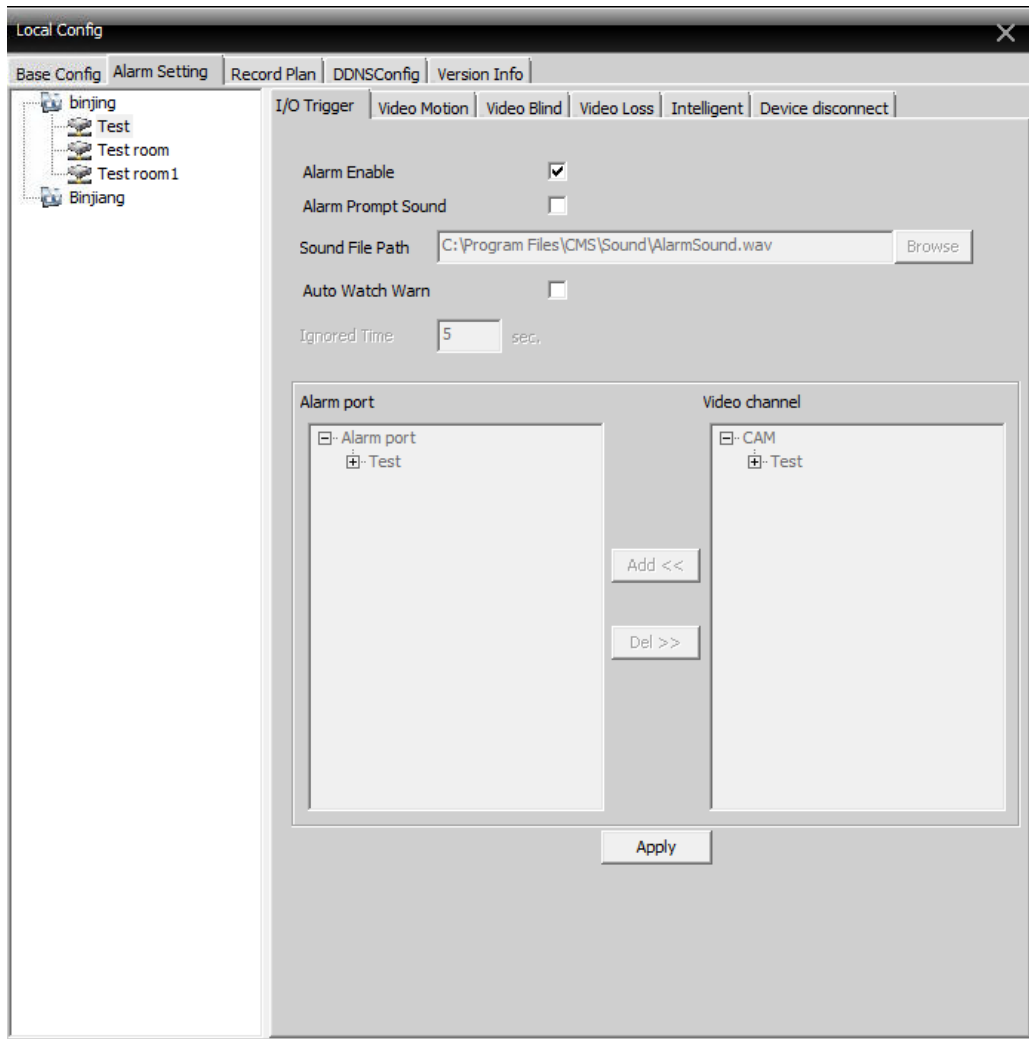 Local Config
Base Config Alarm Setting Record Plan DDNSConfig Version Info
binjing
Test
Test room
Test room1
Binjiang
I/O Trigger Video Motion Video Blind Video Loss Intelligent Device disconnect
Alarm Enable
Alarm Prompt Sound
Sound File Path C:\Program Files\CMS\Sound\AlarmSound.wav Browse
Auto Watch Warn
Ignored Time 5 sec.
Alarm port Video channel
Alarm port CAM
Test Test
Add <<
Del >>
Apply